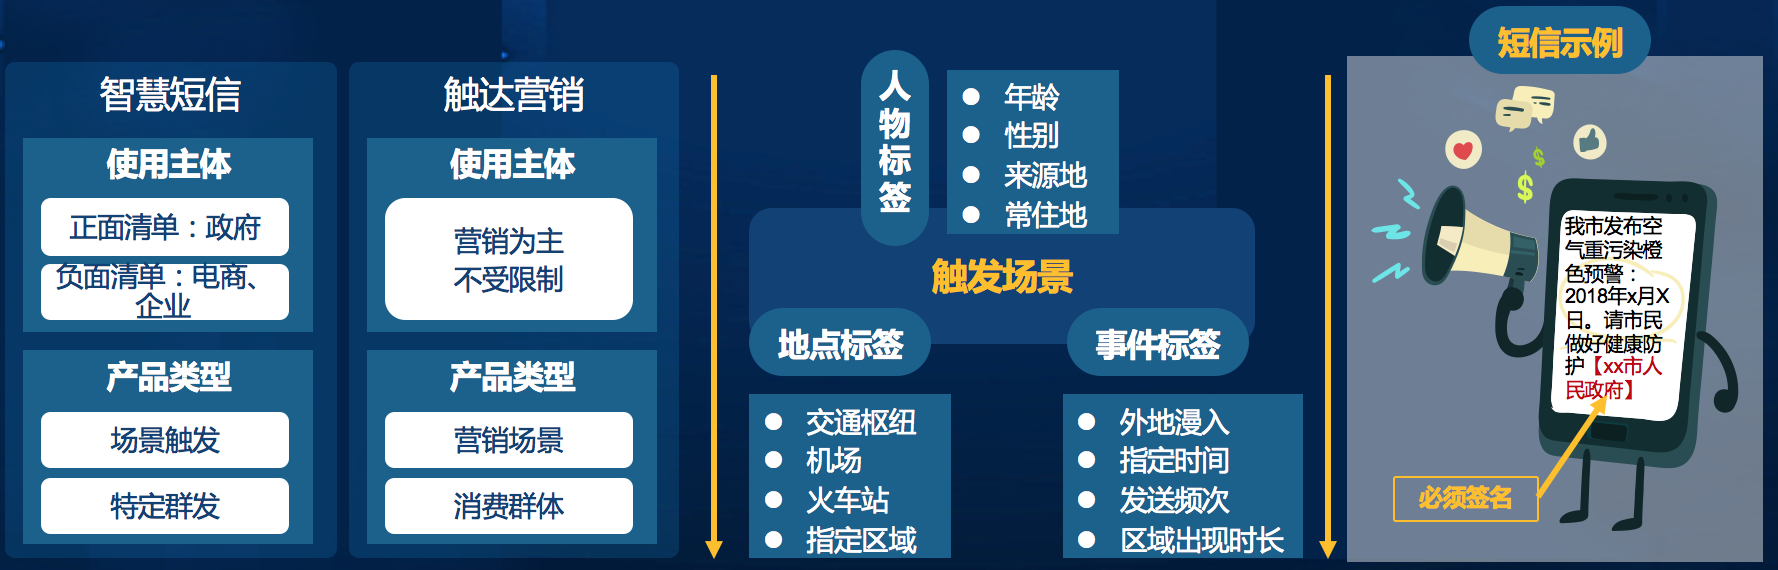 智慧短信
使用主体
正面清单：政府
负面清单：电商、
企业
产品类型
场景触发
特定群发
触达营销
使用主体
营销为主
不受限制
产品类型
营销场景
消费群体
人
物
标
签
● 年龄
● 性别
● 来源地
● 常住地
触发场景
地点标签
● 交通枢纽
● 机场
● 火车站
● 指定区域
事件标签
● 外地漫入
● 指定时间
● 发送频次
● 区域出现时长
短信示例
我市发布空
气重污染橙
色预警：
2018年x月X
日。请市民
做好健康防
护【xx市人
民政府】
必须签名